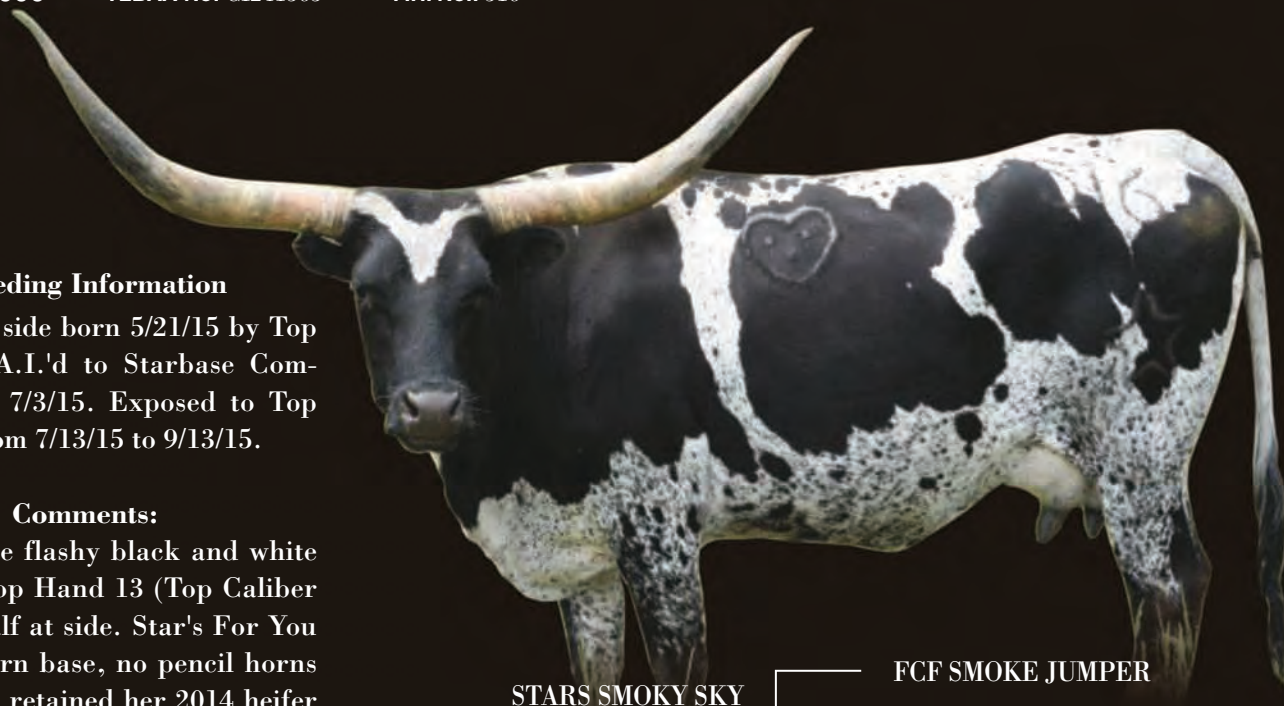 eding Information
side born 5/21/15 by Top
A.I.'d to Starbase Com-
7/3/15. Exposed to Top
om 7/13/15 to 9/13/15.
Comments:
e flashy black and white
op Hand 13 (Top Caliber
lf at side. Star's For You
rn base, no pencil horns
retained her 2014 heifer
STARS SMOKY SKY
FCF SMOKE JUMPER